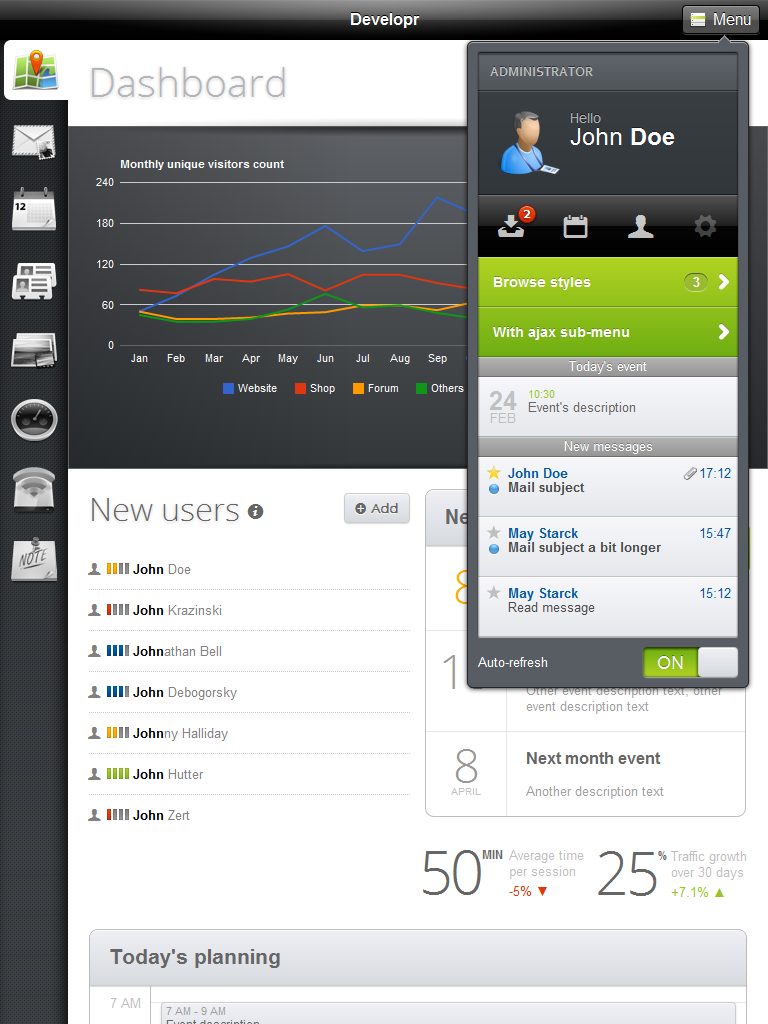 Developr
Menu
Dashboard
ADMINISTRATOR
Hello
John Doe
2
Browse styles
3
With ajax sub-menu
Today's event
24
FEB
10:30
Event's description
New messages
John Doe
17:12
Mail subject
May Starck
15:47
Mail subject a bit longer
May Starck
15:12
Read message
Auto-refresh
ON
12
NOTE
Monthly unique visitors count
240
180
120
60
0
Jan Feb Mar Apr May Jun Jul Aug Sep
Website Shop Forum Others
New users
Add
John Doe
John Krazinski
Johnathan Bell
John Debogorsky
Johnny Halliday
John Hutter
John Zert
Ne
8
1
Other event description text, other
event description text
8
APRIL
Next month event
Another description text
50 MIN
Average time
per session
-5%
25 %
Traffic growth
over 30 days
+7.1%
Today's planning
7 AM
7 AM - 9 AM
Event description